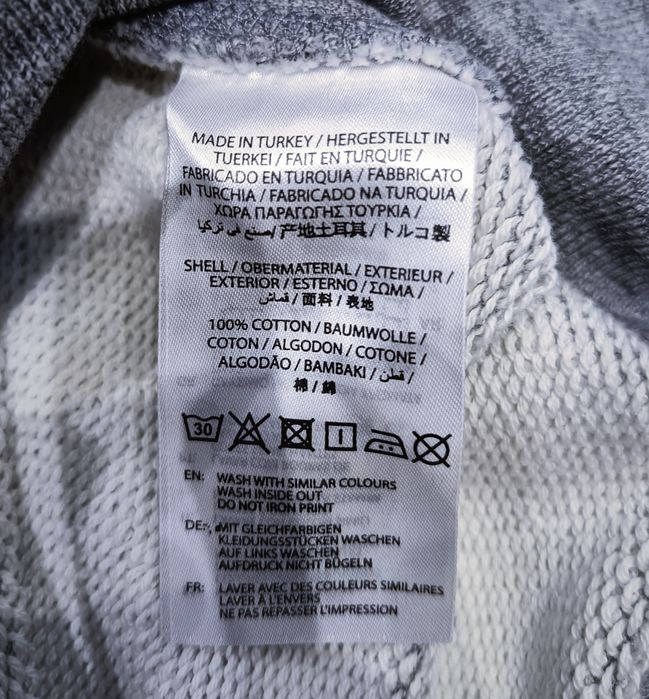 MADE IN TURKEY / HERGESTELLT IN
TUERKEI / FAIT EN TURQUIE /
FABRICADO EN TURQUIA / FABBRICATO
IN TURCHIA / FABRICADO NA TURQUIA /
ΧΩΡΑ ΠΑΡΑΓΩΓΗΣ ΤΟΥΡΚΙΑ /
صنع في تركيا / 产地土耳其 / トルコ製
SHELL / OBERMATERIAL / EXTERIEUR /
EXTERIOR / ESTERNO / ΣΩΜΑ /
قماش / 面料 / 表地
100% COTTON / BAUMWOLLE /
COTON / ALGODON / COTONE /
ALGODÃO / BAMBAKI / قطن /
棉 / 綿
30
EN: WASH WITH SIMILAR COLOURS
WASH INSIDE OUT
DO NOT IRON PRINT
DE: MIT GLEICHFARBIGEN
KLEIDUNGSSTÜCKEN WASCHEN
AUF LINKS WASCHEN
AUFDRUCK NICHT BÜGELN
FR: LAVER AVEC DES COULEURS SIMILAIRES
LAVER À L'ENVERS
NE PAS REPASSER L'IMPRESSION